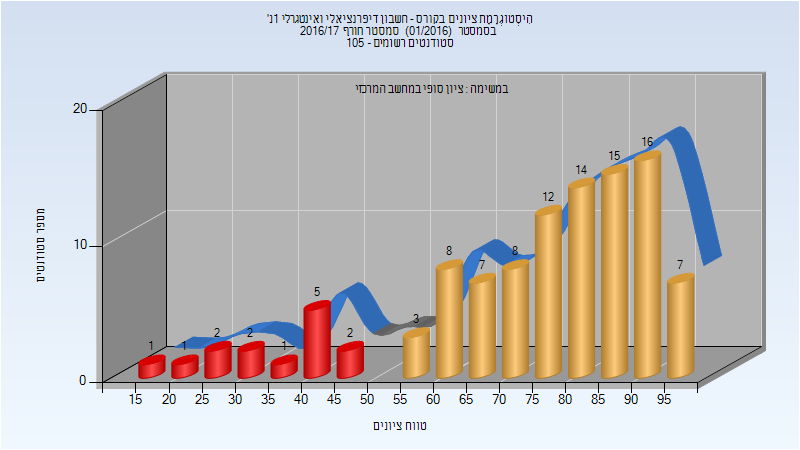 הִיסְטוֹגְרָמַת ציונים בקורס - חשבון דיפרנציאלי ואינטגרלי 1נ'
בסמסטר (01/2016) סמסטר חורף 2016/17
סטודנטים רשומים - 105
במשימה : ציון סופי במחשב המרכזי
מספר סטודנטים
20
10
0
1
1
2
2
1
5
2
3
8
7
8
12
14
15
16
7
15 20 25 30 35 40 45 50 55 60 65 70 75 80 85 90 95
טווח ציונים